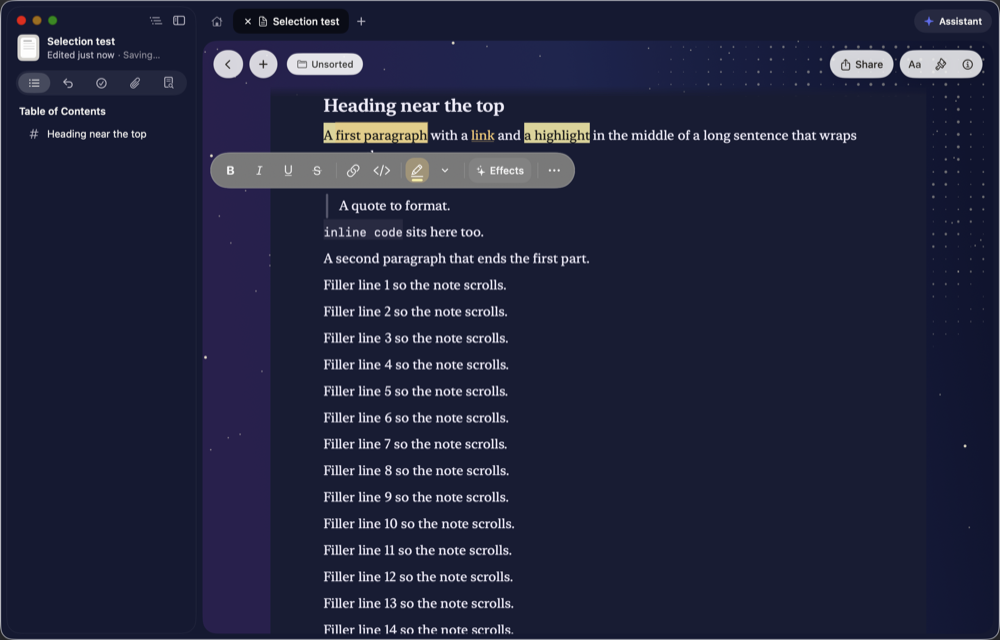 Selection test
Assistant
Selection test
Edited just now · Saving...
Unsorted
Share
Aa
Table of Contents
# Heading near the top
Heading near the top
A first paragraph with a link and a highlight in the middle of a long sentence that wraps
B I U S </> Effects ...
A quote to format.
inline code sits here too.
A second paragraph that ends the first part.
Filler line 1 so the note scrolls.
Filler line 2 so the note scrolls.
Filler line 3 so the note scrolls.
Filler line 4 so the note scrolls.
Filler line 5 so the note scrolls.
Filler line 6 so the note scrolls.
Filler line 7 so the note scrolls.
Filler line 8 so the note scrolls.
Filler line 9 so the note scrolls.
Filler line 10 so the note scrolls.
Filler line 11 so the note scrolls.
Filler line 12 so the note scrolls.
Filler line 13 so the note scrolls.
Filler line 14 so the note scrolls.